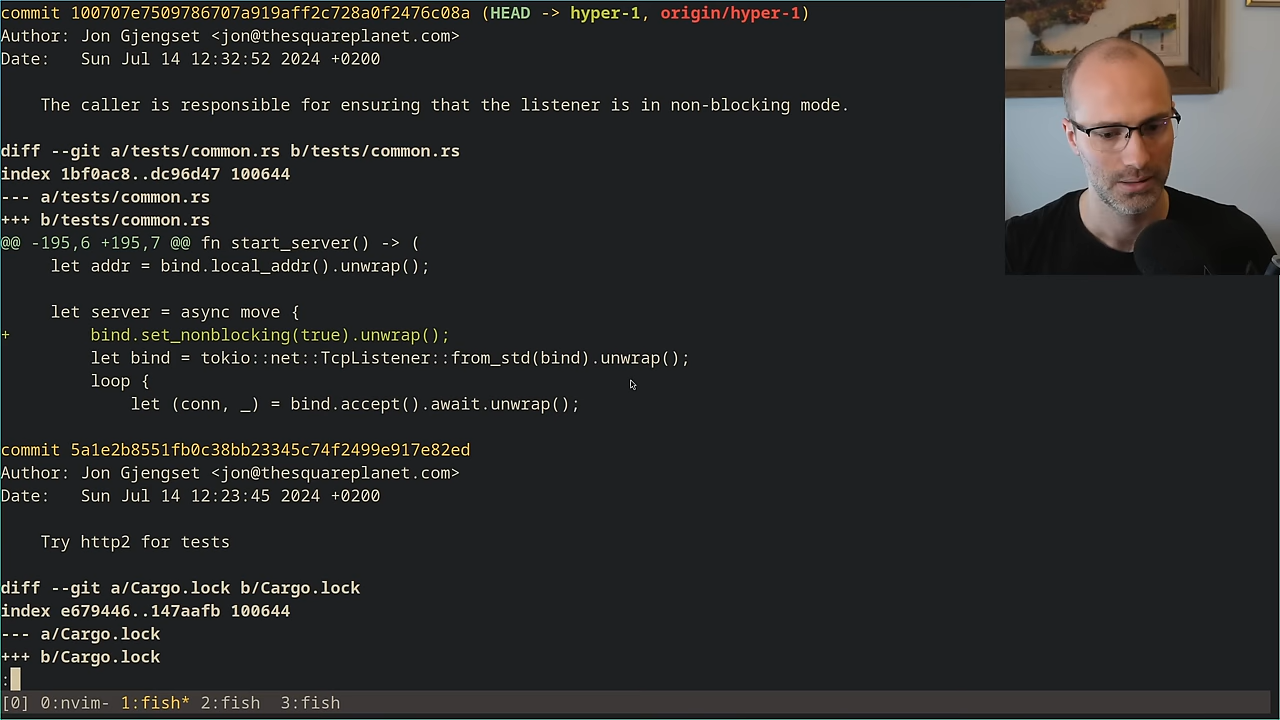 commit 100707e7509786707a919aff2c728a0f2476c08a (HEAD -> hyper-1, origin/hyper-1)
Author: Jon Gjengset <jon@thesquareplanet.com>
Date:   Sun Jul 14 12:32:52 2024 +0200
    The caller is responsible for ensuring that the listener is in non-blocking mode.
diff --git a/tests/common.rs b/tests/common.rs
index 1bf0ac8..dc96d47 100644
--- a/tests/common.rs
+++ b/tests/common.rs
@@ -195,6 +195,7 @@ fn start_server() -> (
     let addr = bind.local_addr().unwrap();
     let server = async move {
+        bind.set_nonblocking(true).unwrap();
         let bind = tokio::net::TcpListener::from_std(bind).unwrap();
         loop {
             let (conn, _) = bind.accept().await.unwrap();
commit 5a1e2b8551fb0c38bb23345c74f2499e917e82ed
Author: Jon Gjengset <jon@thesquareplanet.com>
Date:   Sun Jul 14 12:23:45 2024 +0200
    Try http2 for tests
diff --git a/Cargo.lock b/Cargo.lock
index e679446..147aafb 100644
--- a/Cargo.lock
+++ b/Cargo.lock
:
[0] 0:nvim- 1:fish* 2:fish  3:fish